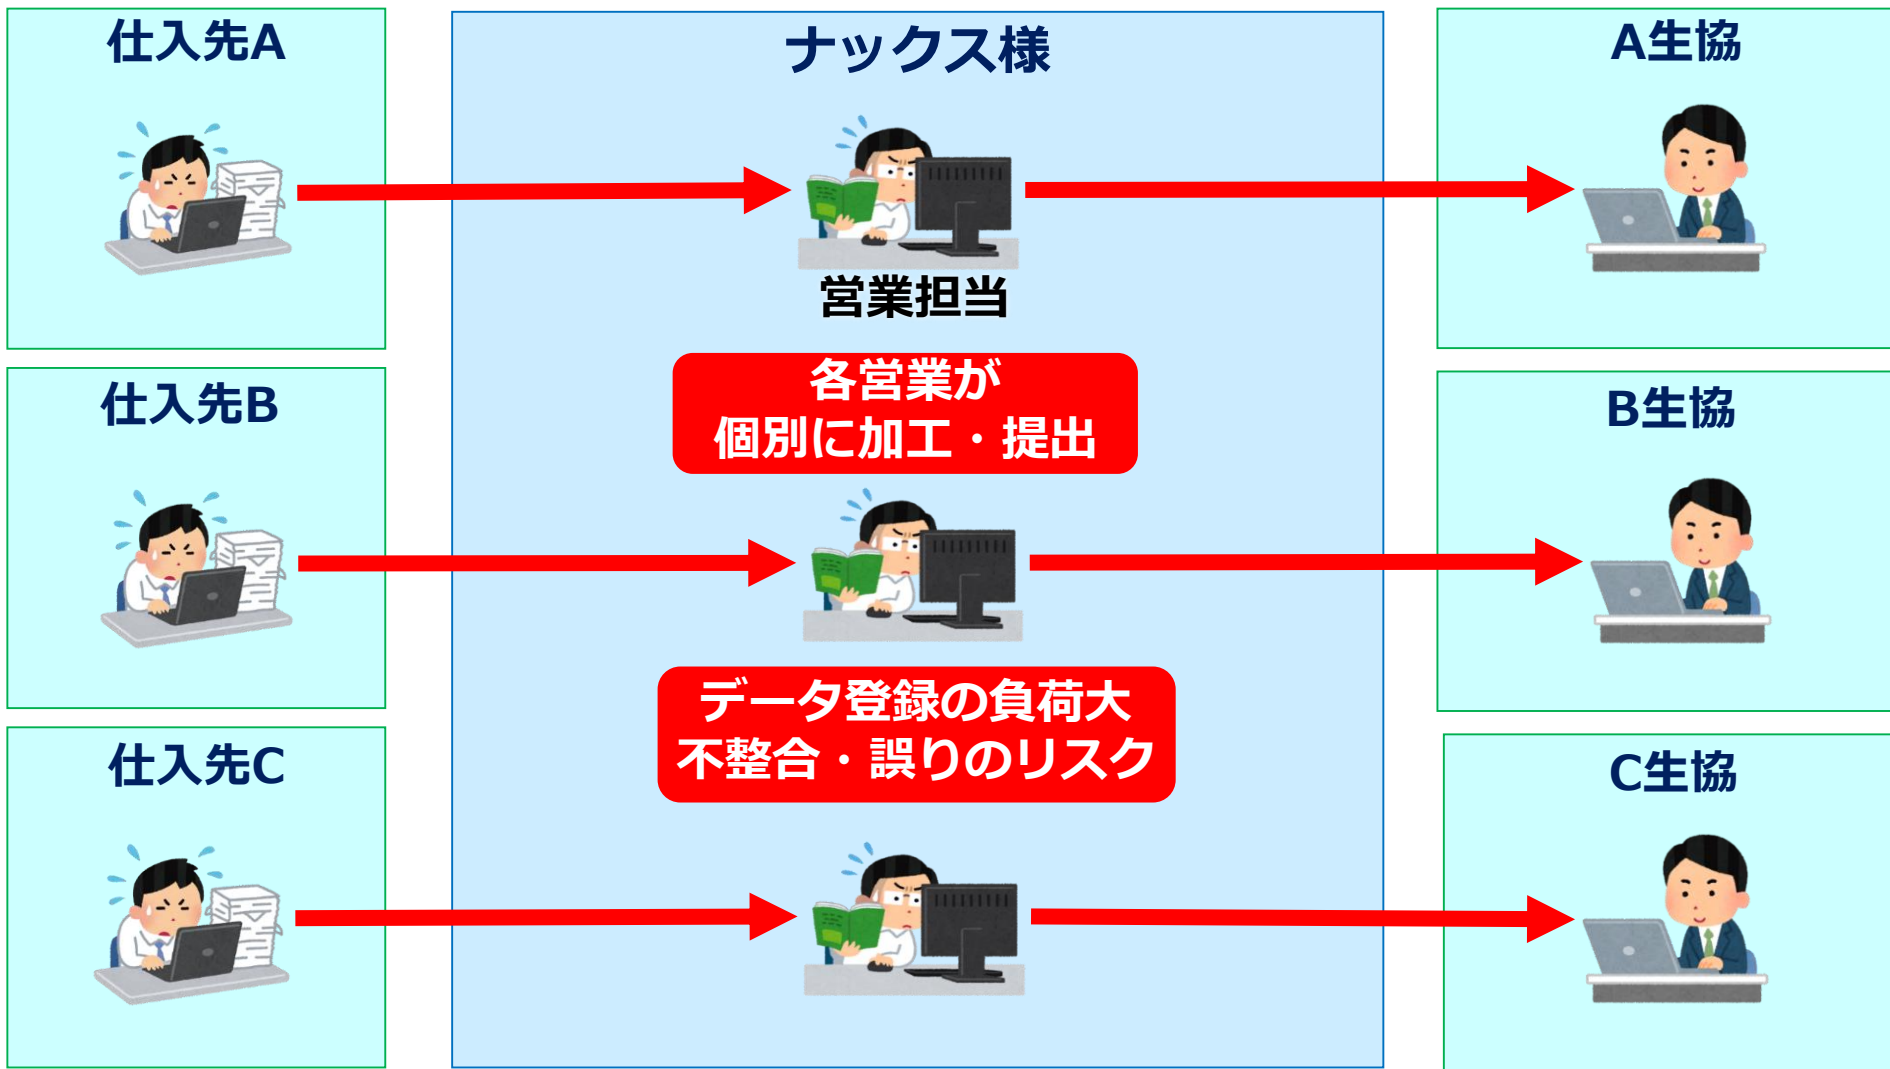 仕入先A
ナックス様
A生協
営業担当
各営業が
個別に加工・提出
仕入先B
B生協
データ登録の負荷大
不整合・誤りのリスク
仕入先C
C生協